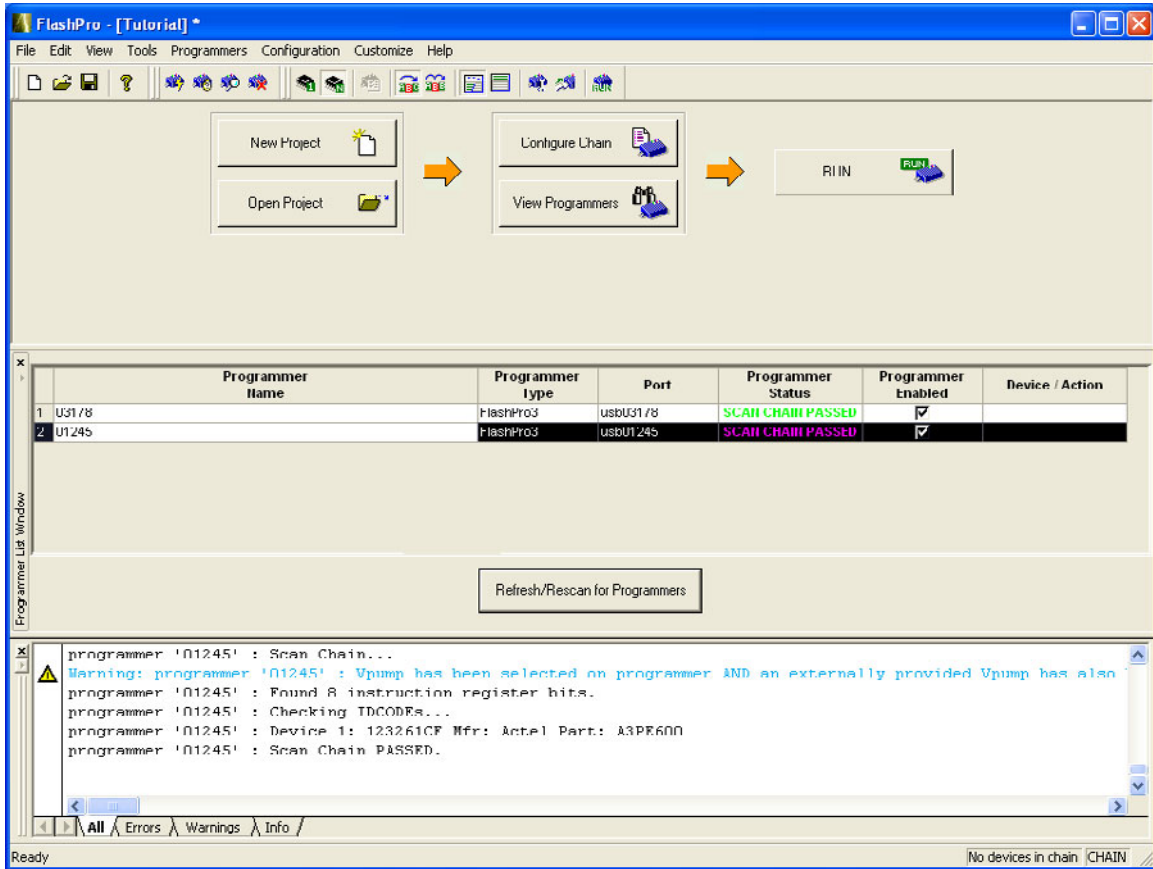 FlashPro - [Tutorial] *
File Edit View Tools Programmers Configuration Customize Help
New Project
Configure Chain
RUN
RUN
Open Project
View Programmers
Programmer Name Programmer Type Port Programmer Status Programmer Enabled Device / Action
1 03178 FlashPro3 usb03178 SCAN CHAIN PASSED
2 01245 FlashPro3 usb01245 SCAN CHAIN PASSED
Programmer List Window
Refresh/Rescan for Programmers
programmer '01245' : Scan Chain...
Warning: programmer '01245' : Vpump has been selected on programmer AND an externally provided Vpump has also
programmer '01245' : Found 8 instruction register bits.
programmer '01245' : Checking IDCODEs...
programmer '01245' : Device 1: 123261CF Mfr: Actel Part: A3PE600
programmer '01245' : Scan Chain PASSED.
All Errors Warnings Info
Ready
No devices in chain CHAIN